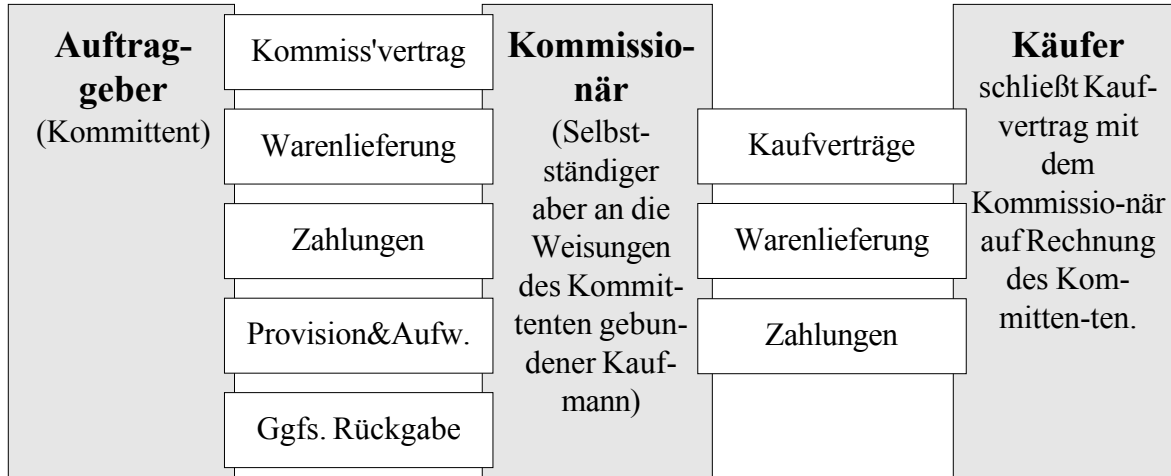 Auftrag-
geber
(Kommittent)
Kommiss'vertrag
Warenlieferung
Zahlungen
Provision&Aufw.
Ggfs. Rückgabe
Kommissio-
när
(Selbst-
ständiger
aber an die
Weisungen
des Kommit-
tenten gebun-
dener Kauf-
mann)
Kaufverträge
Warenlieferung
Zahlungen
Käufer
schließt Kauf-
vertrag mit
dem
Kommissio-när
auf Rechnung
des Kom-
mitten-ten.